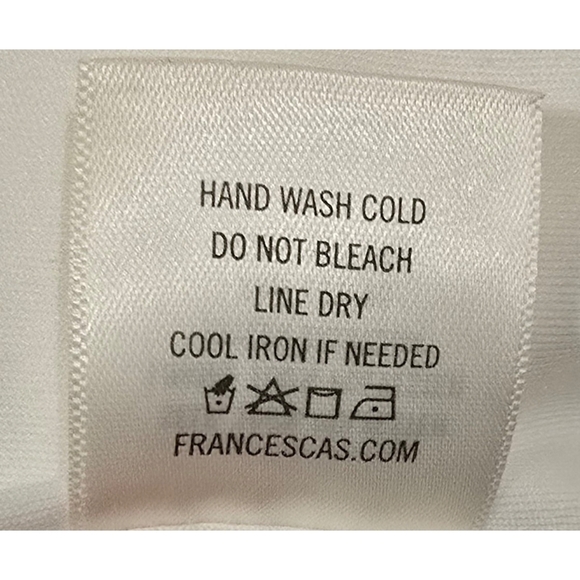 HAND WASH COLD
DO NOT BLEACH
LINE DRY
COOL IRON IF NEEDED
FRANCESCAS.COM